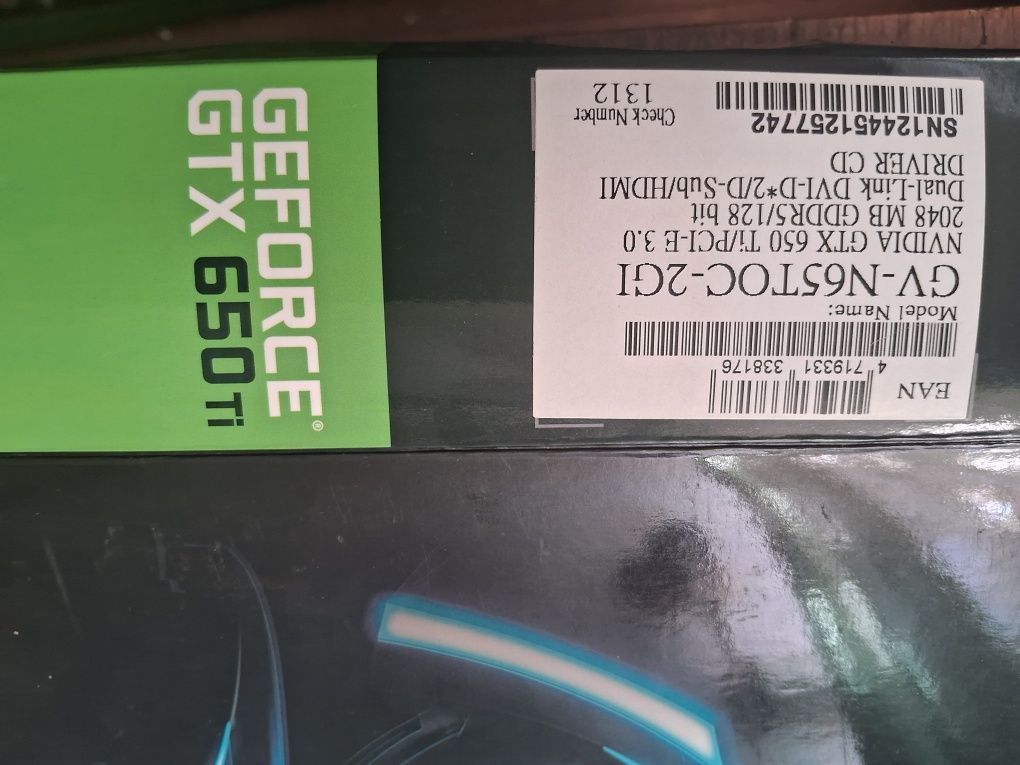 GEFORCE®
GTX 650 Ti
EAN
4 719331 338176
Model Name:
GV-N65TOC-2GI
NVIDIA GTX 650 Ti/PCI-E 3.0
2048 MB GDDR5/128 bit
Dual-Link DVI-D*2/D-Sub/HDMI
DRIVER CD
SN124451257742
Check Number
1312